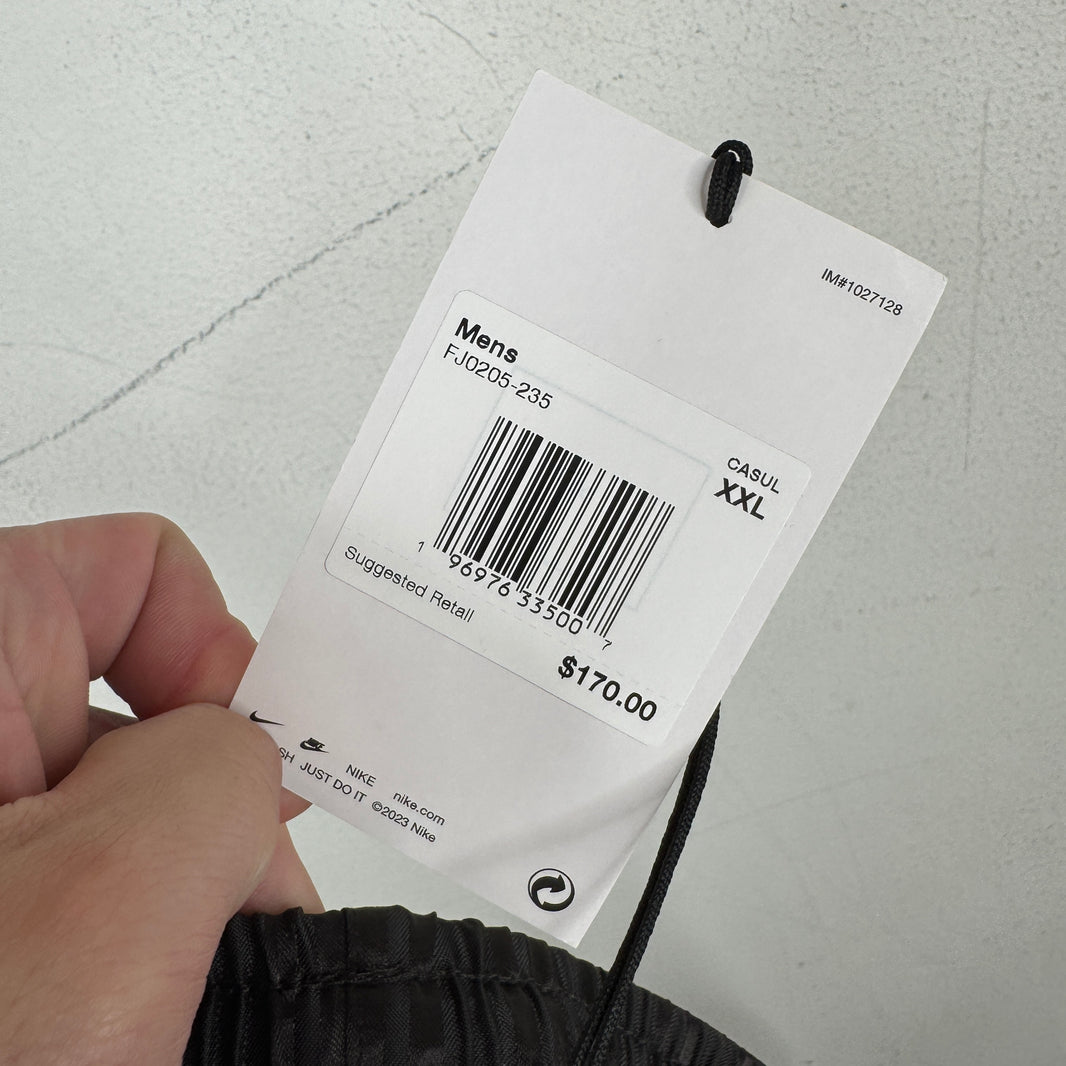 IM#1027128
Mens
FJ0205-235
CASUL
XXL
1 96976 33500 7
Suggested Retail
$170.00
NIKE
JUST DO IT
nike.com
©2023 Nike